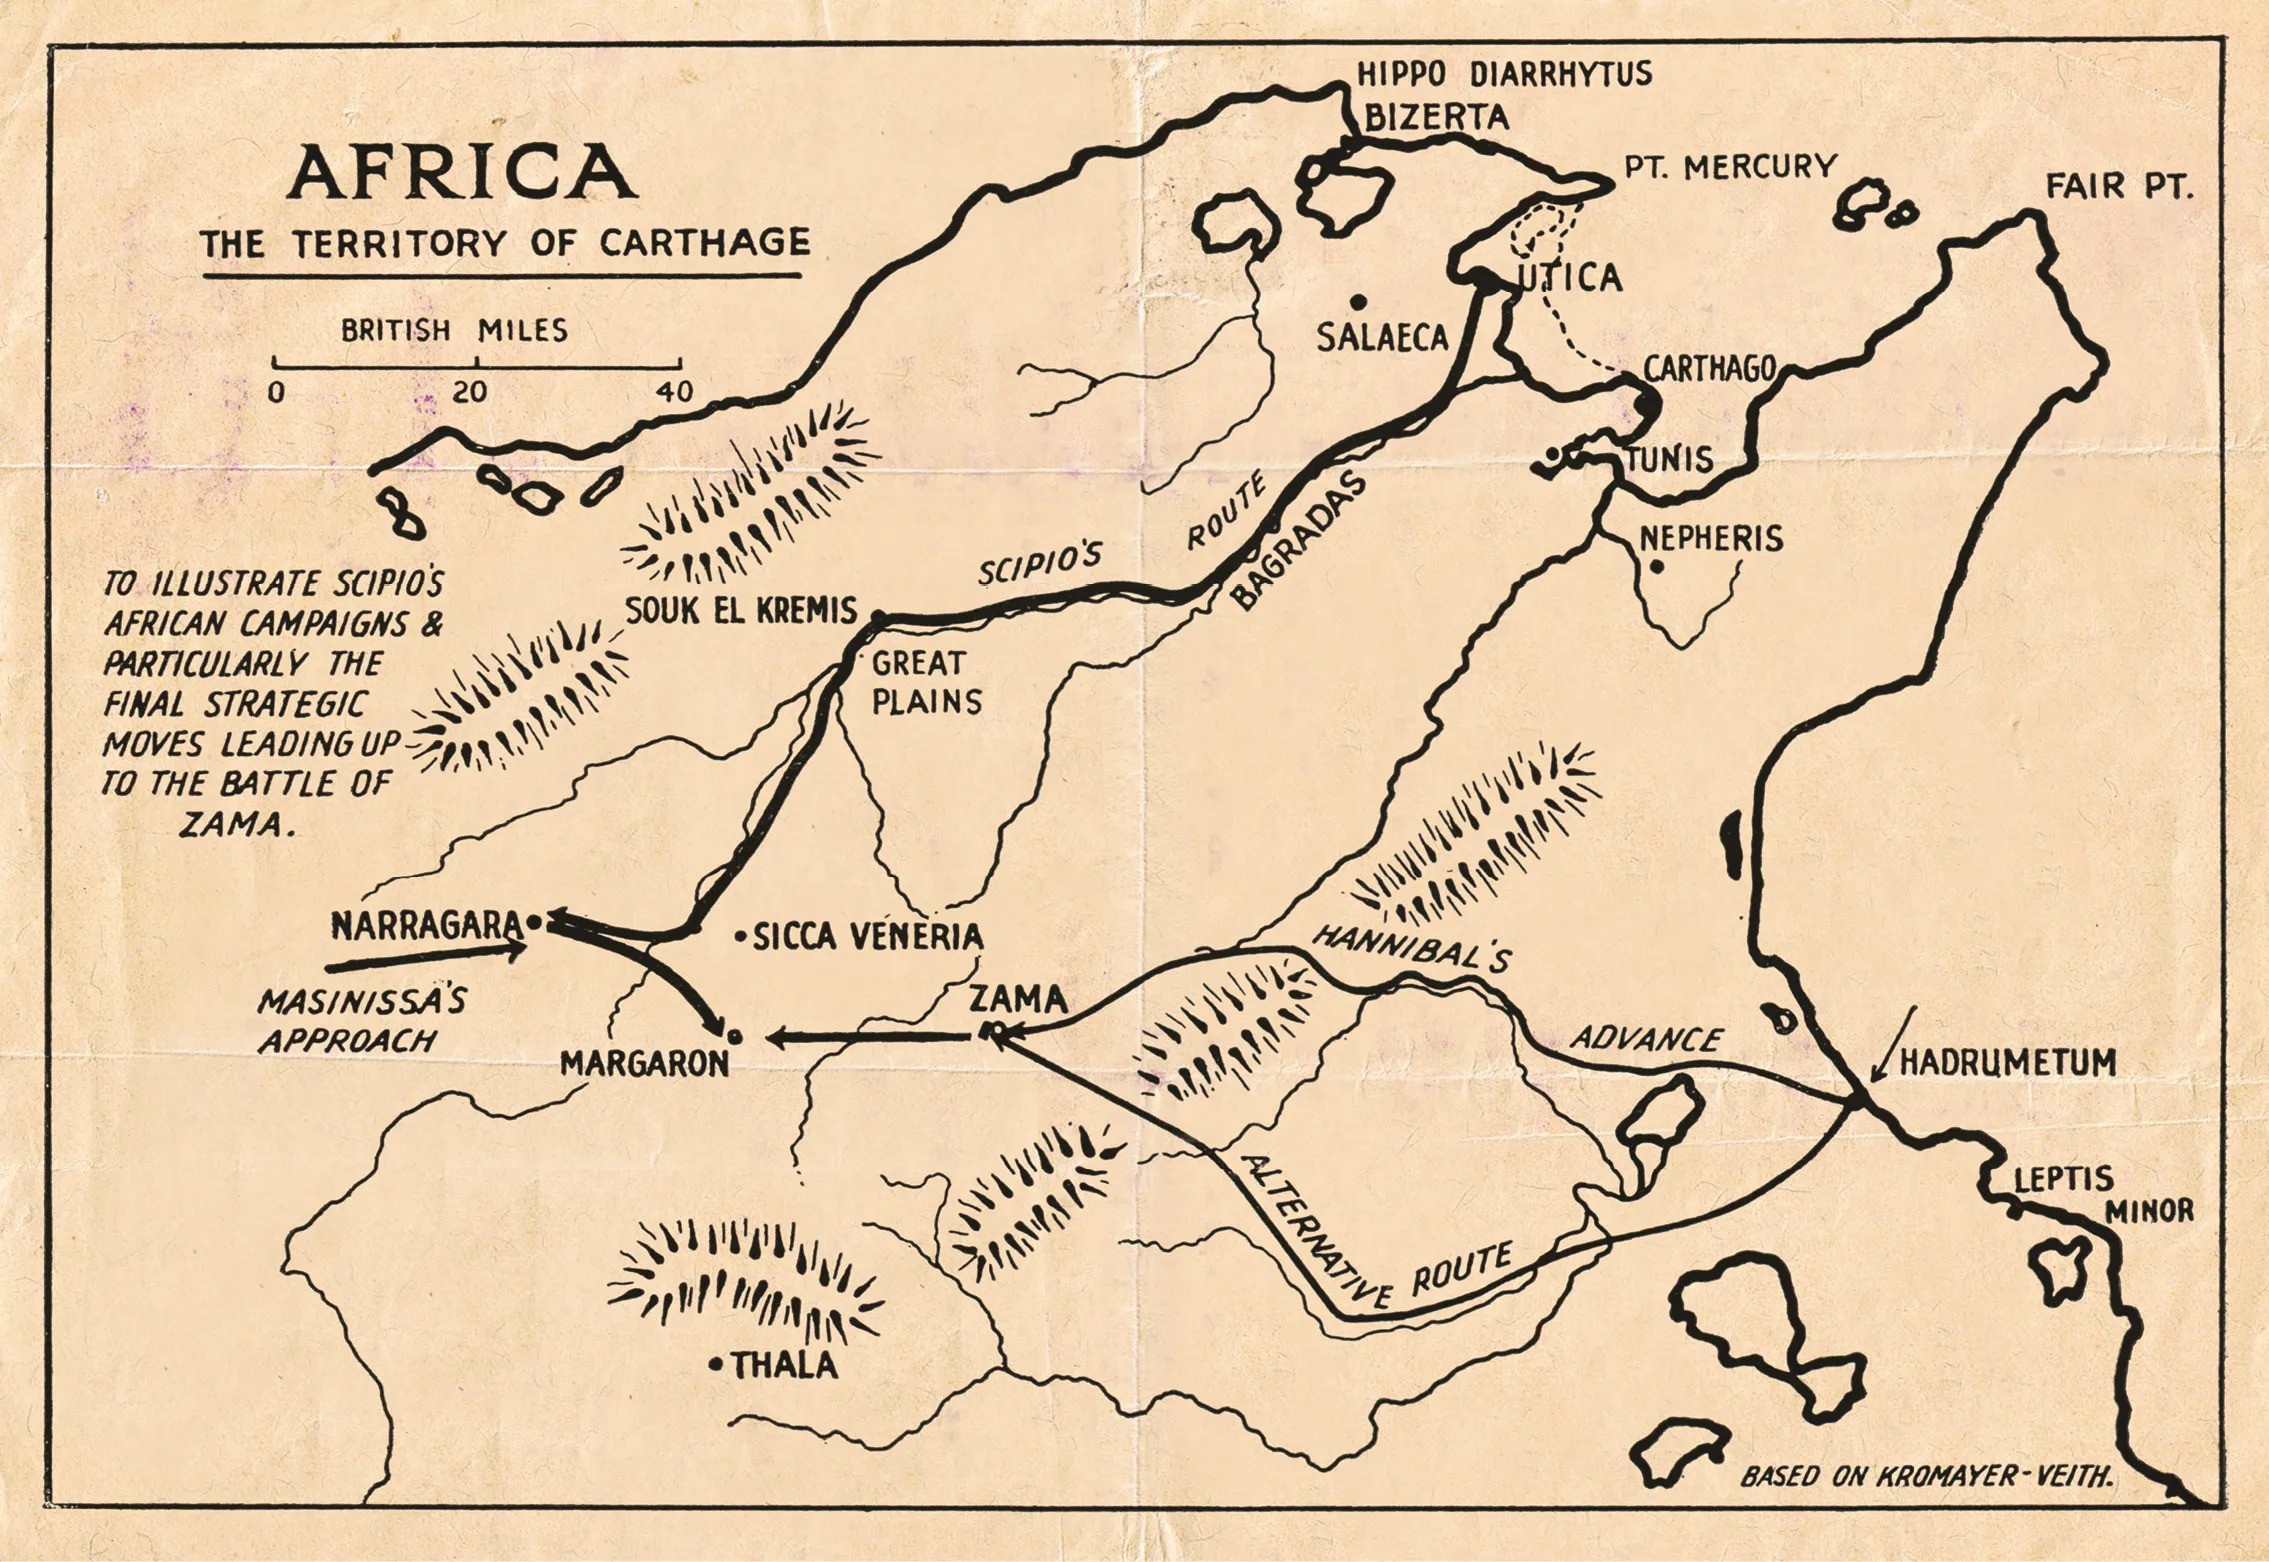 AFRICA
THE TERRITORY OF CARTHAGE
BRITISH MILES
0 20 40
TO ILLUSTRATE SCIPIO'S
AFRICAN CAMPAIGNS &
PARTICULARLY THE
FINAL STRATEGIC
MOVES LEADING UP
TO THE BATTLE OF
ZAMA.
HIPPO DIARRHYTUS
BIZERTA
PT. MERCURY
FAIR PT.
UTICA
SALAECA
CARTHAGO
TUNIS
NEPHERIS
SCIPIO'S ROUTE
BAGRADAS
SOUK EL KREMIS
GREAT
PLAINS
NARRAGARA
SICCA VENERIA
MASINISSA'S
APPROACH
ZAMA
MARGARON
HANNIBAL'S ADVANCE
HADRUMETUM
ALTERNATIVE ROUTE
LEPTIS
MINOR
THALA
BASED ON KROMAYER-VEITH.